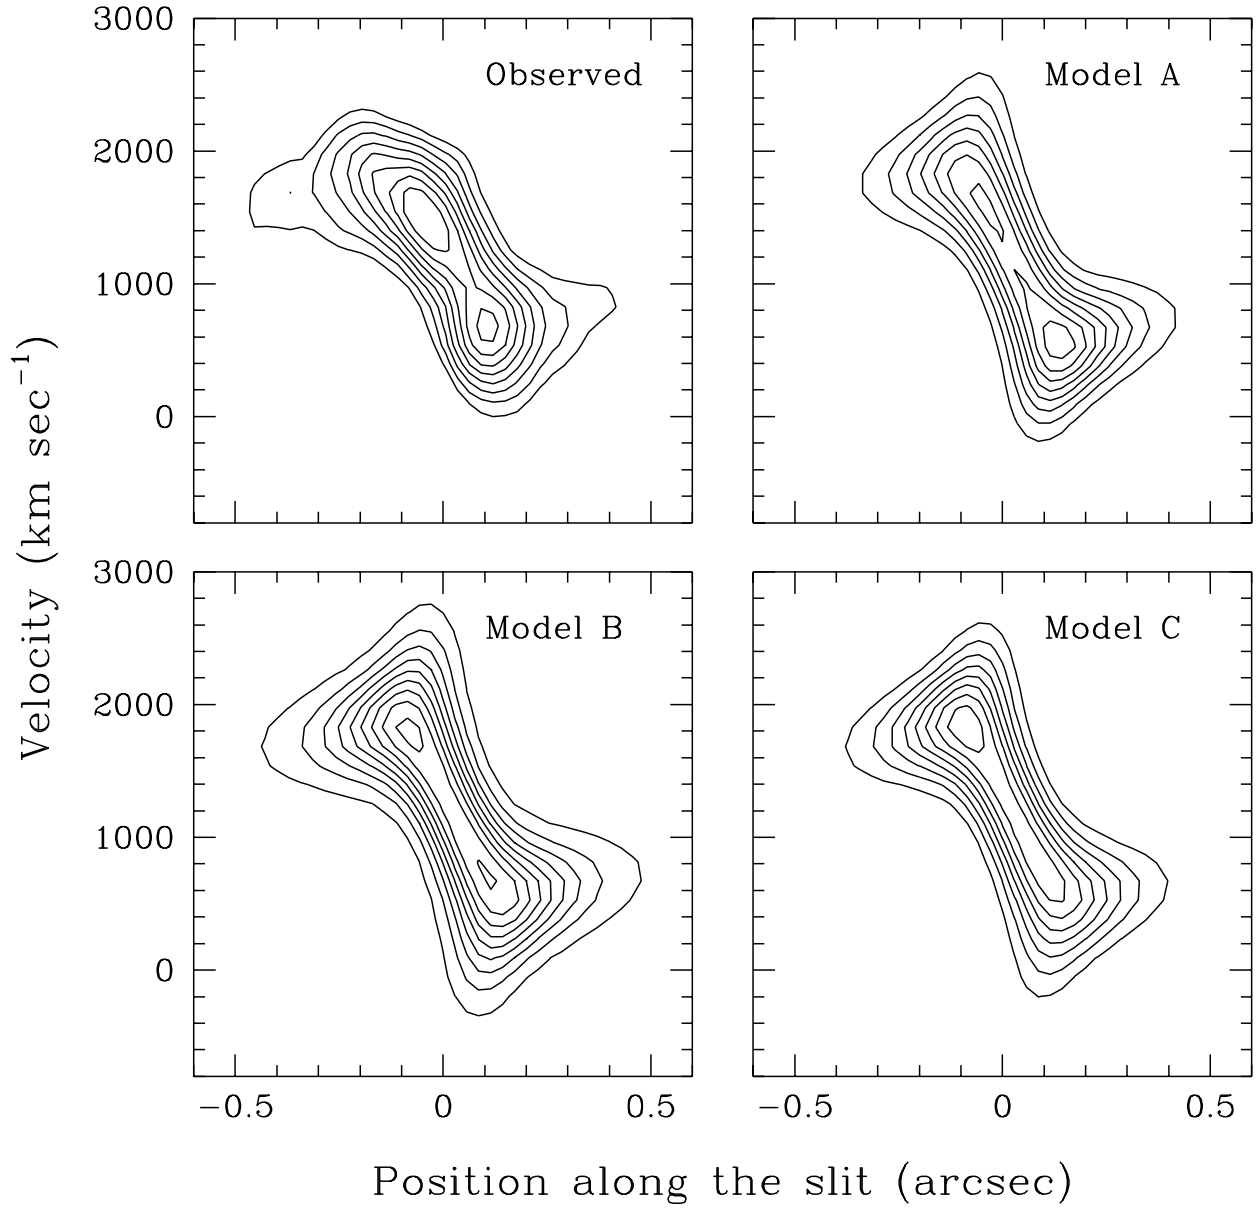 3000
Observed
Model A
2000
1000
0
Velocity (km sec−1)
3000
Model B
Model C
2000
1000
0
−0.5 0 0.5 −0.5 0 0.5
Position along the slit (arcsec)